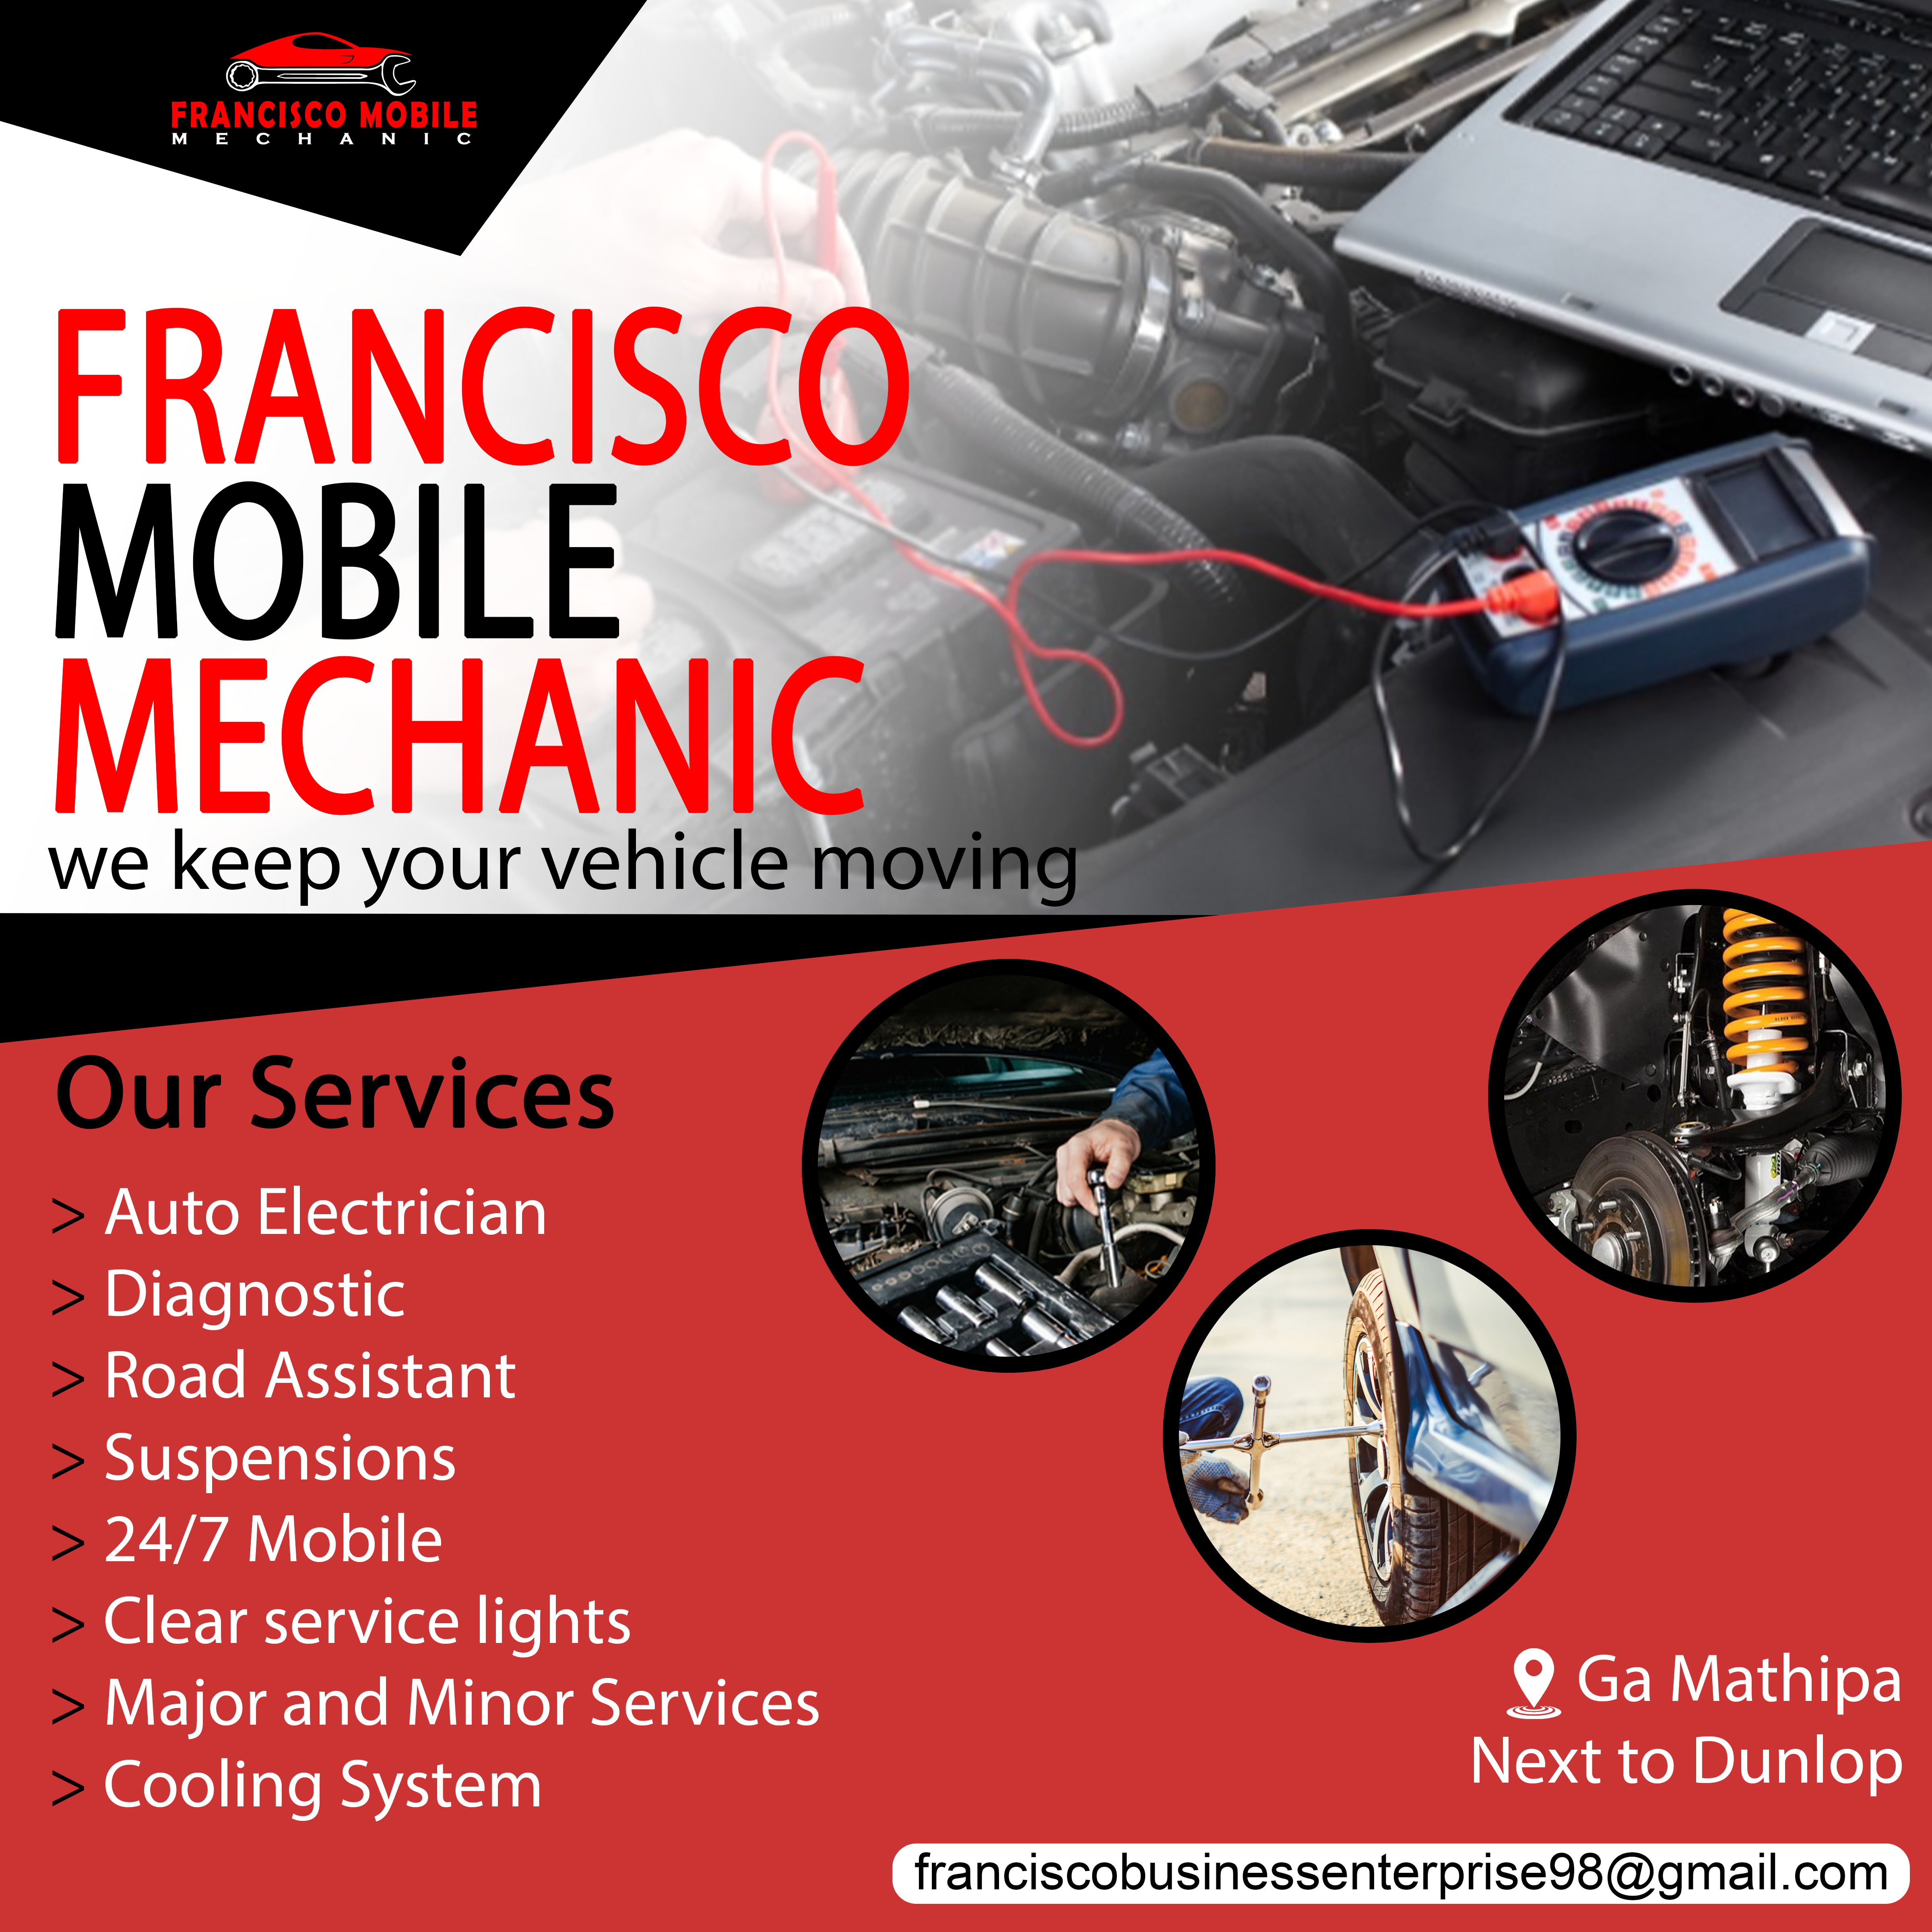 FRANCISCO MOBILE
MECHANIC
FRANCISCO
MOBILE
MECHANIC
we keep your vehicle moving
Our Services
> Auto Electrician
> Diagnostic
> Road Assistant
> Suspensions
> 24/7 Mobile
> Clear service lights
> Major and Minor Services
> Cooling System
Ga Mathipa
Next to Dunlop
franciscobusinessenterprise98@gmail.com